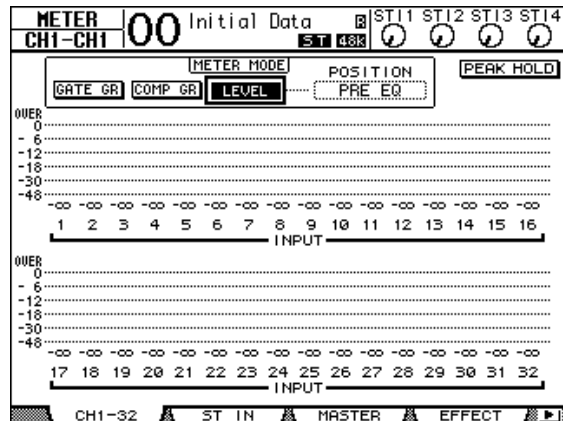 METER
CH1-CH1
00 Initial Data R
ST 48k
STI1 STI2 STI3 STI4
METER MODE
GATE GR COMP GR LEVEL
POSITION
PRE EQ
PEAK HOLD
OVER
0
- 6
-12
-18
-30
-48
-∞ -∞ -∞ -∞ -∞ -∞ -∞ -∞ -∞ -∞ -∞ -∞ -∞ -∞ -∞ -∞
1 2 3 4 5 6 7 8 9 10 11 12 13 14 15 16
INPUT
OVER
0
- 6
-12
-18
-30
-48
-∞ -∞ -∞ -∞ -∞ -∞ -∞ -∞ -∞ -∞ -∞ -∞ -∞ -∞ -∞ -∞
17 18 19 20 21 22 23 24 25 26 27 28 29 30 31 32
INPUT
CH1-32 ST IN MASTER EFFECT